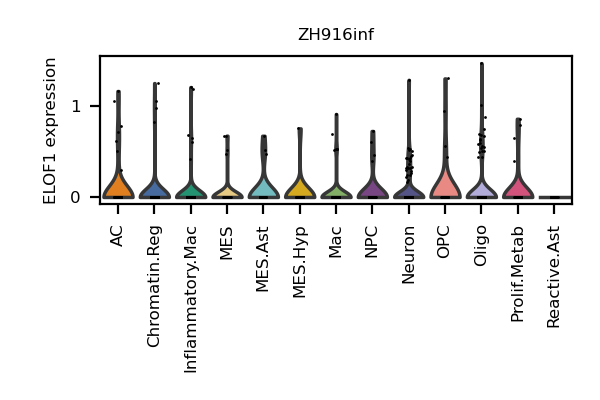 ZH916inf
ELOF1 expression
1
0
AC
Chromatin.Reg
Inflammatory.Mac
MES
MES.Ast
MES.Hyp
Mac
NPC
Neuron
OPC
Oligo
Prolif.Metab
Reactive.Ast